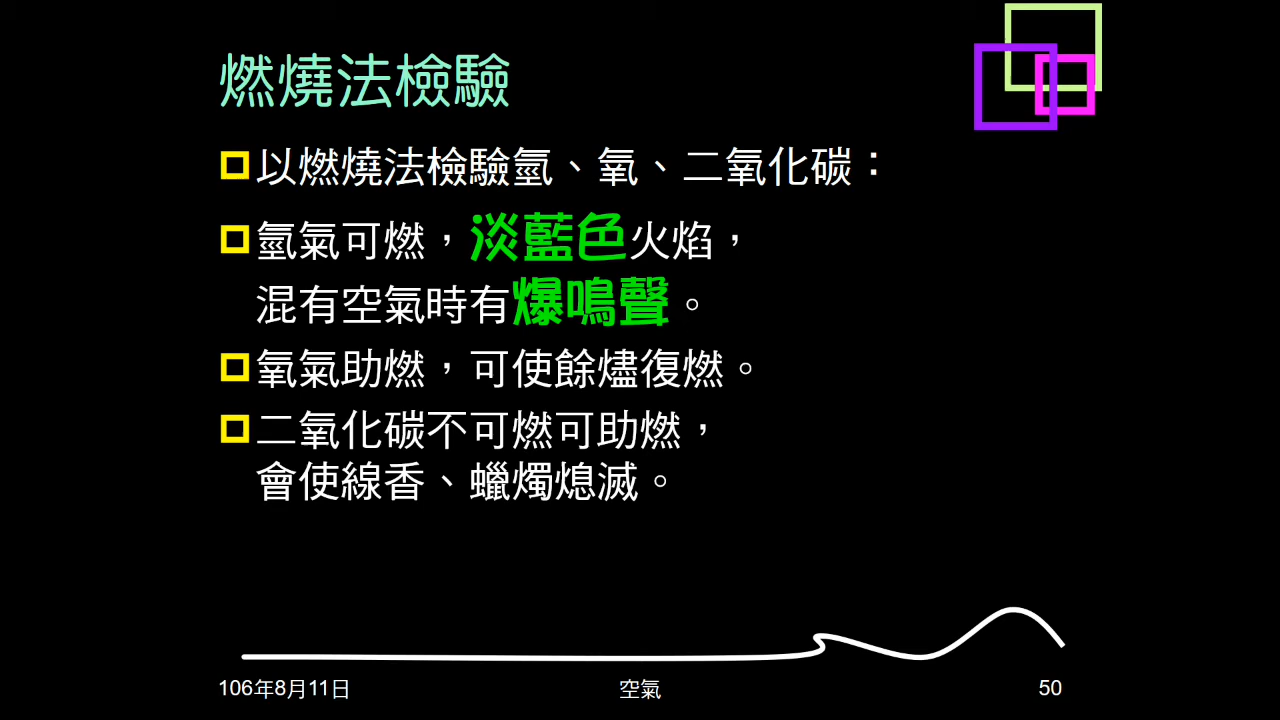 燃燒法檢驗
以燃燒法檢驗氫、氧、二氧化碳：
氫氣可燃，淡藍色火焰，
混有空氣時有爆鳴聲。
氧氣助燃，可使餘燼復燃。
二氧化碳不可燃可助燃，
會使線香、蠟燭熄滅。
106年8月11日
空氣
50